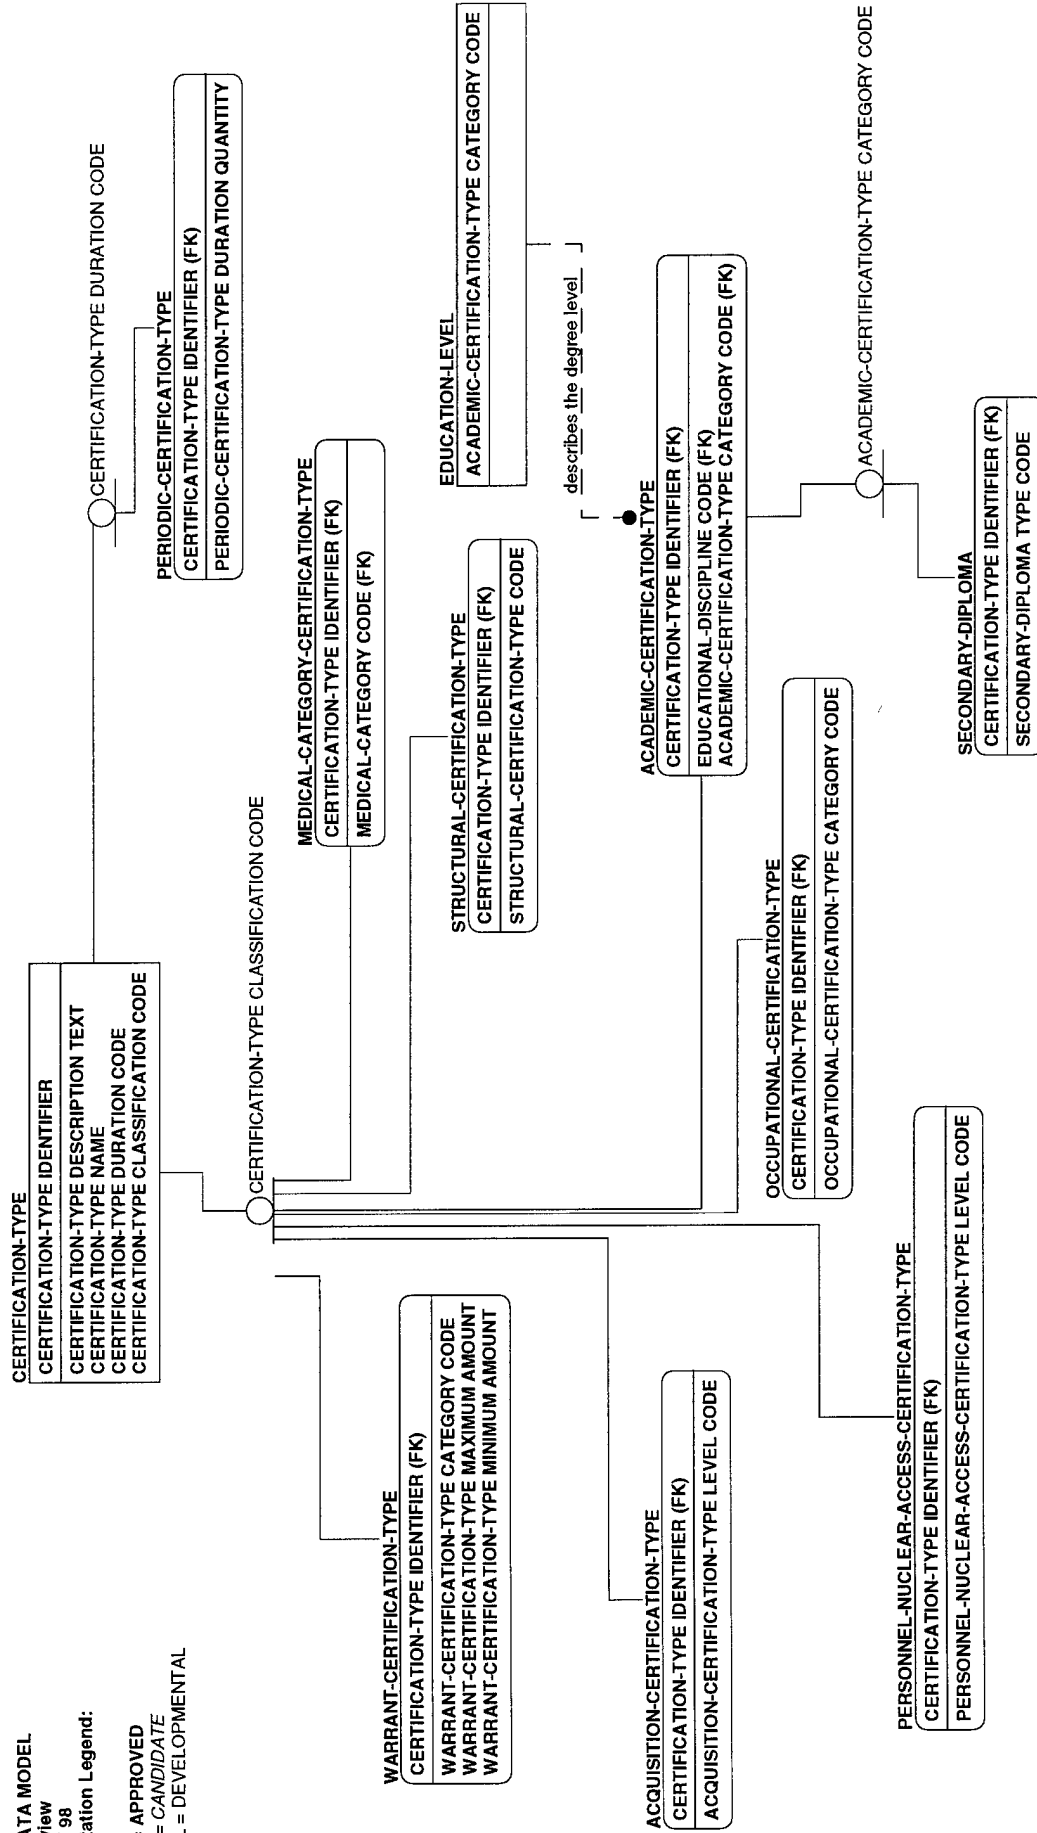 ATA MODEL
98
ation Legend:
APPROVED
= CANDIDATE
= DEVELOPMENTAL
CERTIFICATION-TYPE
CERTIFICATION-TYPE IDENTIFIER
CERTIFICATION-TYPE DESCRIPTION TEXT
CERTIFICATION-TYPE NAME
CERTIFICATION-TYPE DURATION CODE
CERTIFICATION-TYPE CLASSIFICATION CODE
CERTIFICATION-TYPE DURATION CODE
PERIODIC-CERTIFICATION-TYPE
CERTIFICATION-TYPE IDENTIFIER (FK)
PERIODIC-CERTIFICATION-TYPE DURATION QUANTITY
CERTIFICATION-TYPE CLASSIFICATION CODE
MEDICAL-CATEGORY-CERTIFICATION-TYPE
CERTIFICATION-TYPE IDENTIFIER (FK)
MEDICAL-CATEGORY CODE (FK)
WARRANT-CERTIFICATION-TYPE
CERTIFICATION-TYPE IDENTIFIER (FK)
WARRANT-CERTIFICATION-TYPE CATEGORY CODE
WARRANT-CERTIFICATION-TYPE MAXIMUM AMOUNT
WARRANT-CERTIFICATION-TYPE MINIMUM AMOUNT
STRUCTURAL-CERTIFICATION-TYPE
CERTIFICATION-TYPE IDENTIFIER (FK)
STRUCTURAL-CERTIFICATION-TYPE CODE
EDUCATION-LEVEL
ACADEMIC-CERTIFICATION-TYPE CATEGORY CODE
describes the degree level
ACQUISITION-CERTIFICATION-TYPE
CERTIFICATION-TYPE IDENTIFIER (FK)
ACQUISITION-CERTIFICATION-TYPE LEVEL CODE
ACADEMIC-CERTIFICATION-TYPE
CERTIFICATION-TYPE IDENTIFIER (FK)
EDUCATIONAL-DISCIPLINE CODE (FK)
ACADEMIC-CERTIFICATION-TYPE CATEGORY CODE (FK)
OCCUPATIONAL-CERTIFICATION-TYPE
CERTIFICATION-TYPE IDENTIFIER (FK)
OCCUPATIONAL-CERTIFICATION-TYPE CATEGORY CODE
ACADEMIC-CERTIFICATION-TYPE CATEGORY CODE
PERSONNEL-NUCLEAR-ACCESS-CERTIFICATION-TYPE
CERTIFICATION-TYPE IDENTIFIER (FK)
PERSONNEL-NUCLEAR-ACCESS-CERTIFICATION-TYPE LEVEL CODE
SECONDARY-DIPLOMA
CERTIFICATION-TYPE IDENTIFIER (FK)
SECONDARY-DIPLOMA TYPE CODE